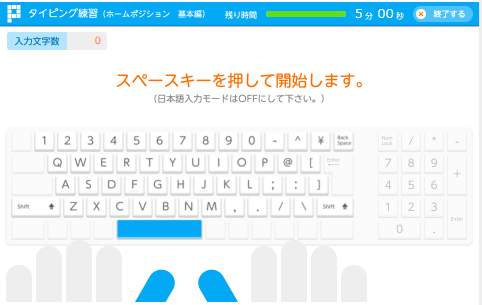 タイピング練習（ホームポジション　基本編） 残り時間 5分 00秒 × 終了する
入力文字数 0
スペースキーを押して開始します。
（日本語入力モードはOFFにして下さい。）
1 2 3 4 5 6 7 8 9 0 - ^ ¥ Back Space Num Lock / * -
Q W E R T Y U I O P @ [ Enter 7 8 9 +
A S D F G H J K L ; : ] 4 5 6
Shift Z X C V B N M , . / \ Shift 1 2 3 Enter
0 .